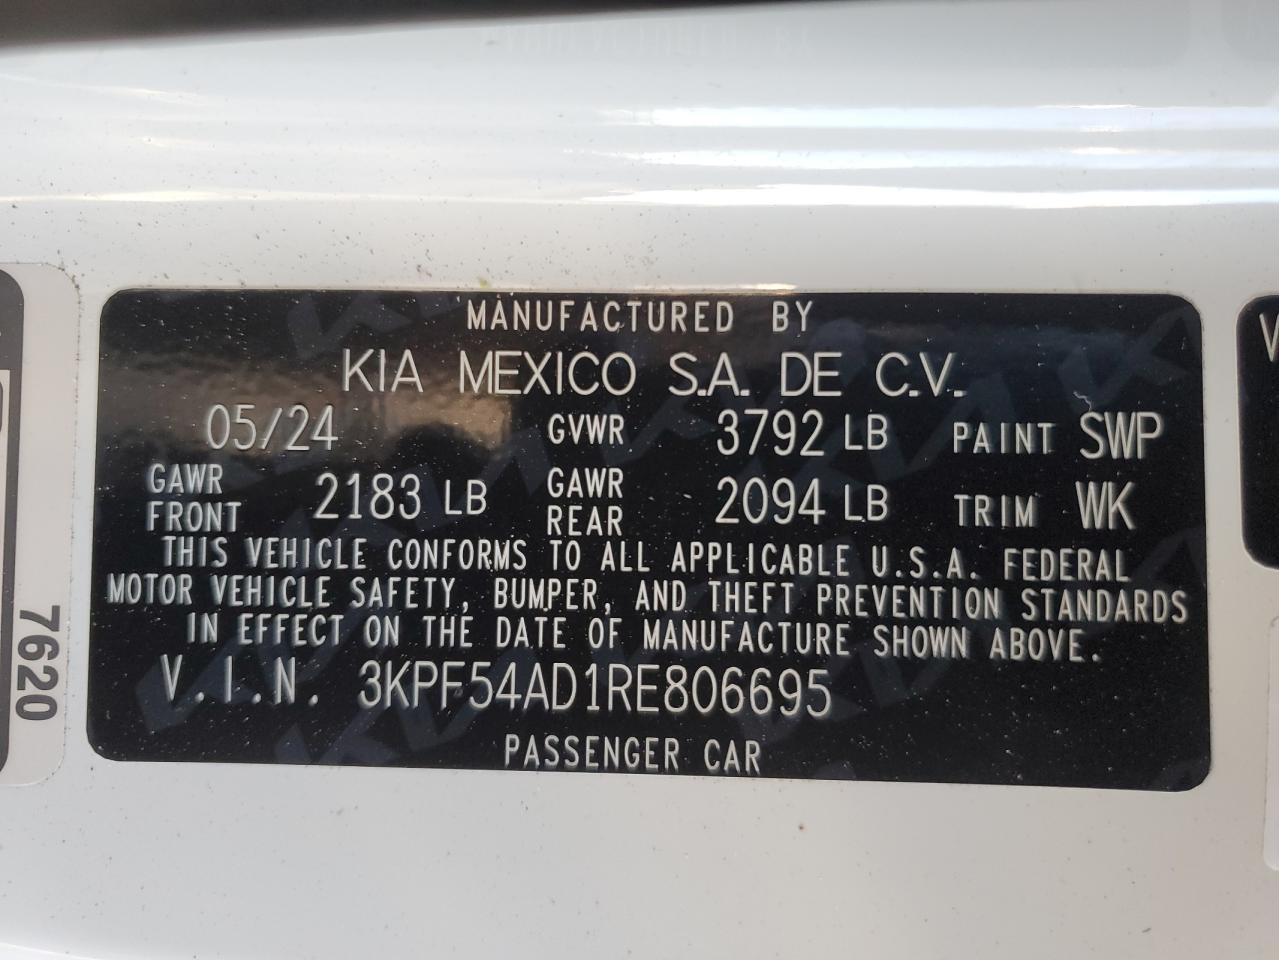 MANUFACTURED BY
KIA MEXICO S.A. DE C.V.
05/24 GVWR 3792 LB PAINT SWP
GAWR FRONT 2183 LB GAWR REAR 2094 LB TRIM WK
THIS VEHICLE CONFORMS TO ALL APPLICABLE U.S.A. FEDERAL
MOTOR VEHICLE SAFETY, BUMPER, AND THEFT PREVENTION STANDARDS
IN EFFECT ON THE DATE OF MANUFACTURE SHOWN ABOVE.
V.I.N. 3KPF54AD1RE806695
PASSENGER CAR
7620